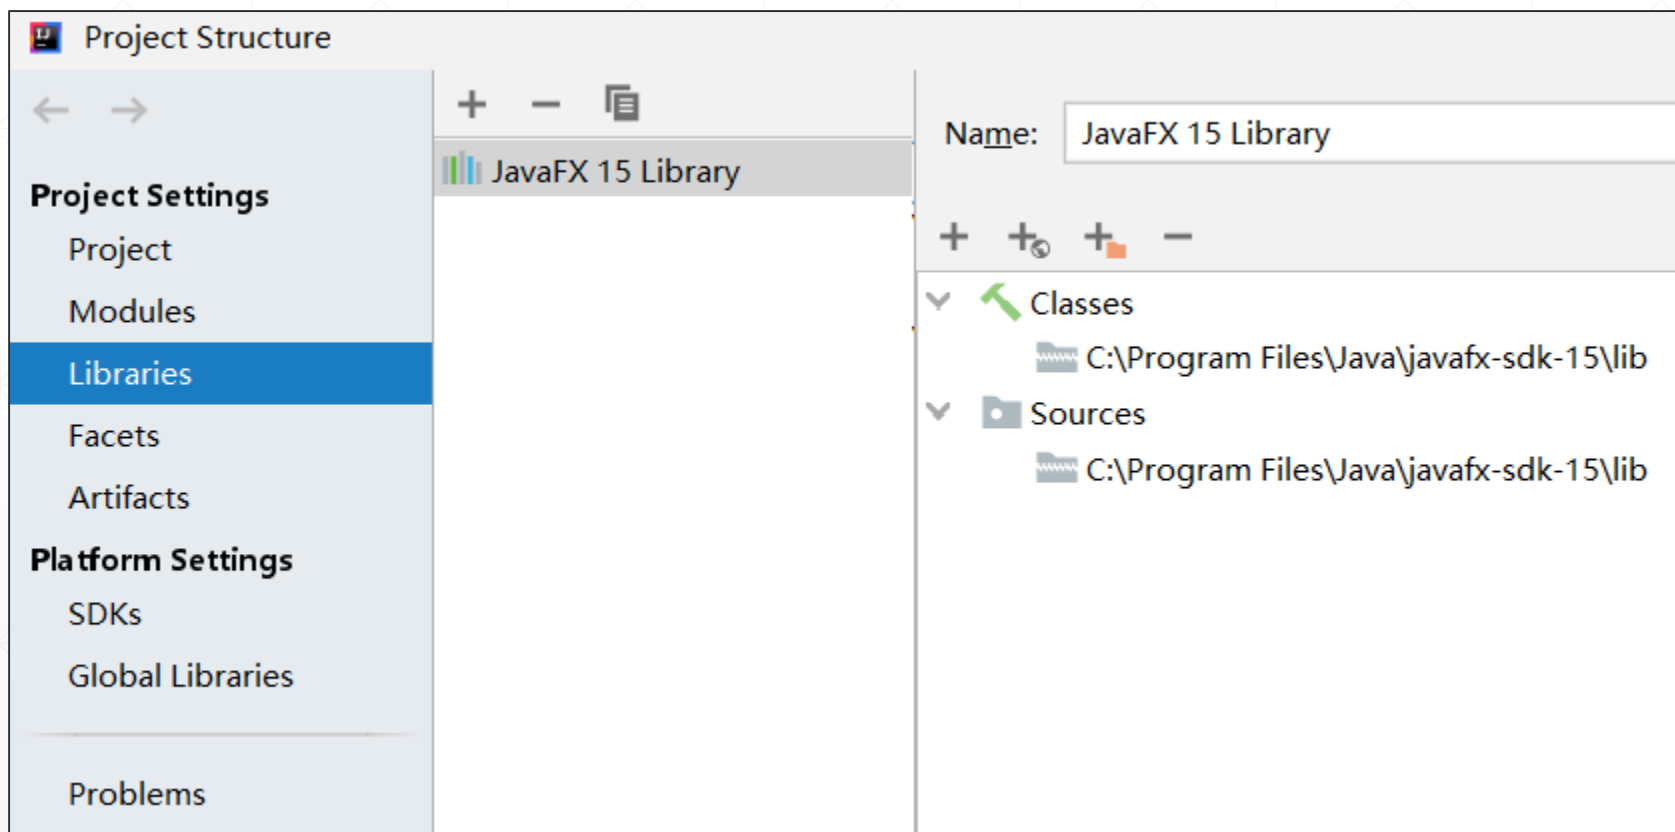 Project Structure
Project Settings
Project
Modules
Libraries
Facets
Artifacts
Platform Settings
SDKs
Global Libraries
Problems
JavaFX 15 Library
Name: JavaFX 15 Library
Classes
C:\Program Files\Java\javafx-sdk-15\lib
Sources
C:\Program Files\Java\javafx-sdk-15\lib